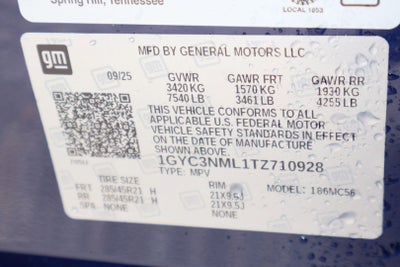 Spring Hill, Tennessee
LOCAL 1853
gm
MFD BY GENERAL MOTORS LLC
09/25 GVWR GAWR FRT GAWR RR
3420 KG 1570 KG 1930 KG
7540 LB 3461 LB 4255 LB
THIS VEHICLE CONFORMS TO ALL
APPLICABLE U.S. FEDERAL MOTOR
VEHICLE SAFETY STANDARDS IN EFFECT
ON THE DATE OF MANUFACTURE
SHOWN ABOVE.
1GYC3NML1TZ710928
TYPE: MPV
TIRE SIZE RIM MODEL: 186MC56
FRT 285/45R21 H 21X9.5J
RR 285/45R21 H 21X9.5J
SPA NONE NONE